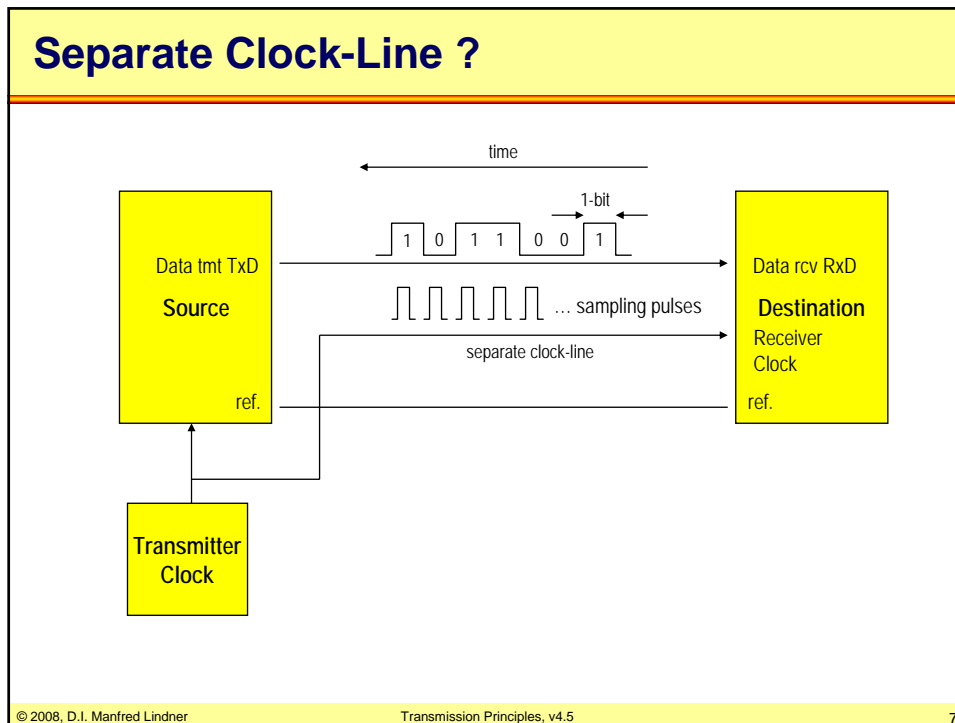 Separate Clock-Line ?
time
1-bit
1 0 1 1 0 0 1
Data tmt TxD
Data rcv RxD
Source
... sampling pulses
Destination
separate clock-line
Receiver
Clock
ref.
ref.
Transmitter
Clock
© 2008, D.I. Manfred Lindner
Transmission Principles, v4.5
7